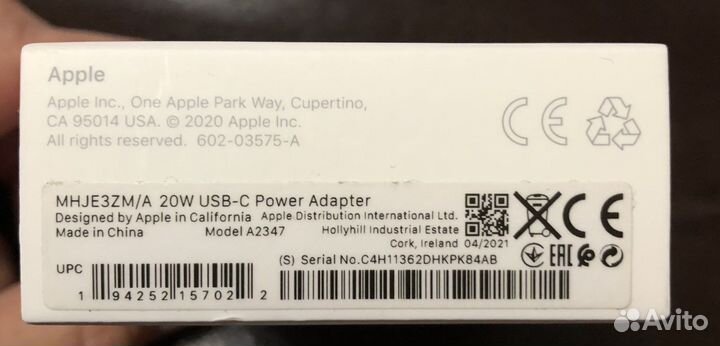 Apple
Apple Inc., One Apple Park Way, Cupertino,
CA 95014 USA. © 2020 Apple Inc.
All rights reserved. 602-03575-A
CE
MHJE3ZM/A 20W USB-C Power Adapter
Designed by Apple in California Apple Distribution International Ltd.
Made in China Model A2347 Hollyhill Industrial Estate
Cork, Ireland 04/2021
(S) Serial No.C4H11362DHKPK84AB
EAC
UPC
1 94252 15702 2
Avito